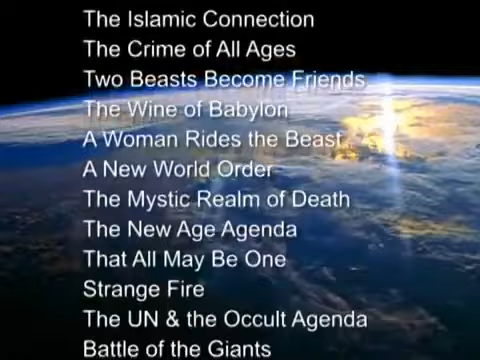 The Islamic Connection
The Crime of All Ages
Two Beasts Become Friends
The Wine of Babylon
A Woman Rides the Beast
A New World Order
The Mystic Realm of Death
The New Age Agenda
That All May Be One
Strange Fire
The UN & the Occult Agenda
Battle of the Giants